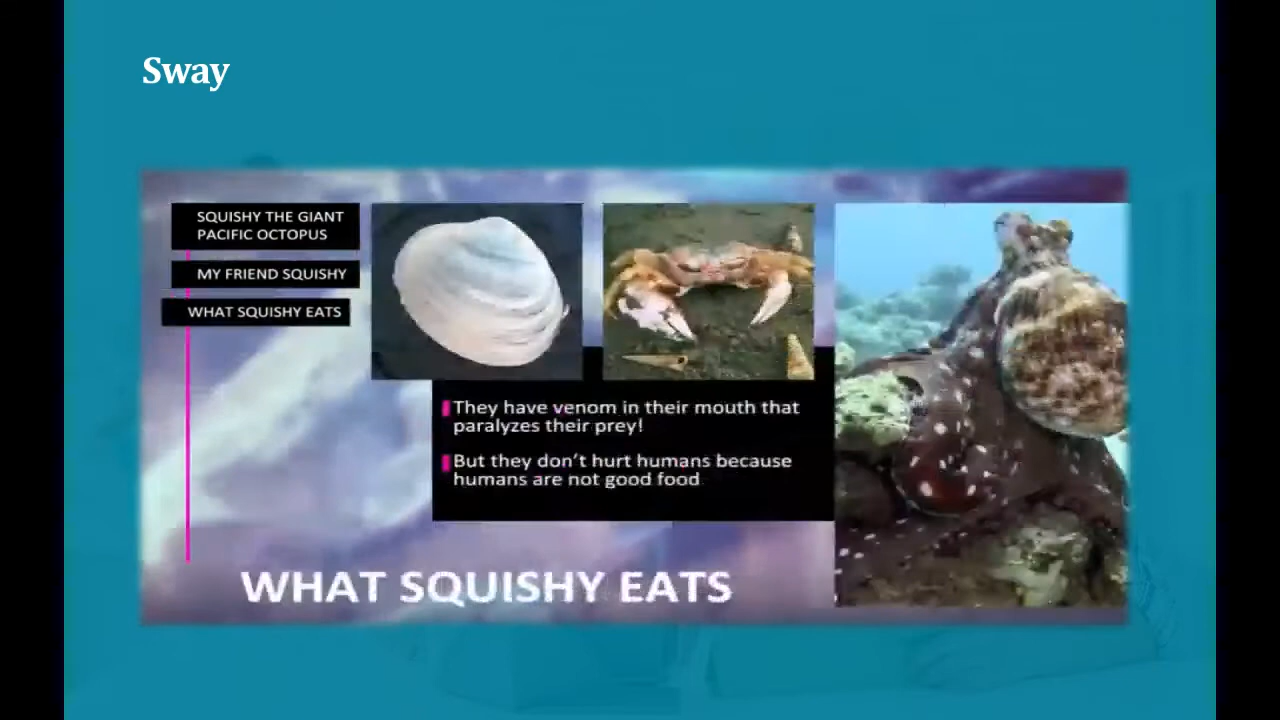 Sway
SQUISHY THE GIANT
PACIFIC OCTOPUS
MY FRIEND SQUISHY
WHAT SQUISHY EATS
They have venom in their mouth that
paralyzes their prey!
But they don't hurt humans because
humans are not good food
WHAT SQUISHY EATS